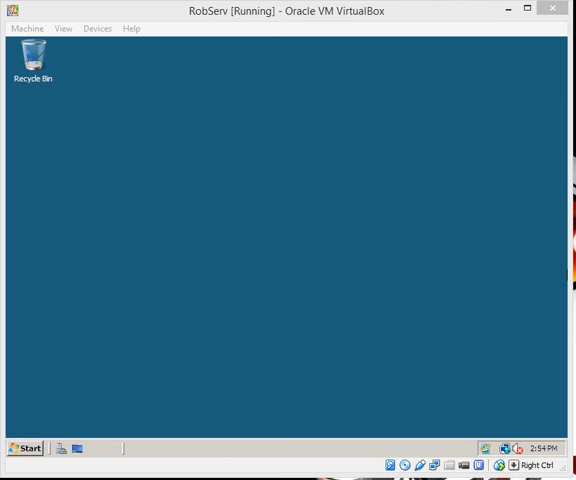 RobServ [Running] - Oracle VM VirtualBox
Machine View Devices Help
Recycle Bin
Start
2:54 PM
Right Ctrl